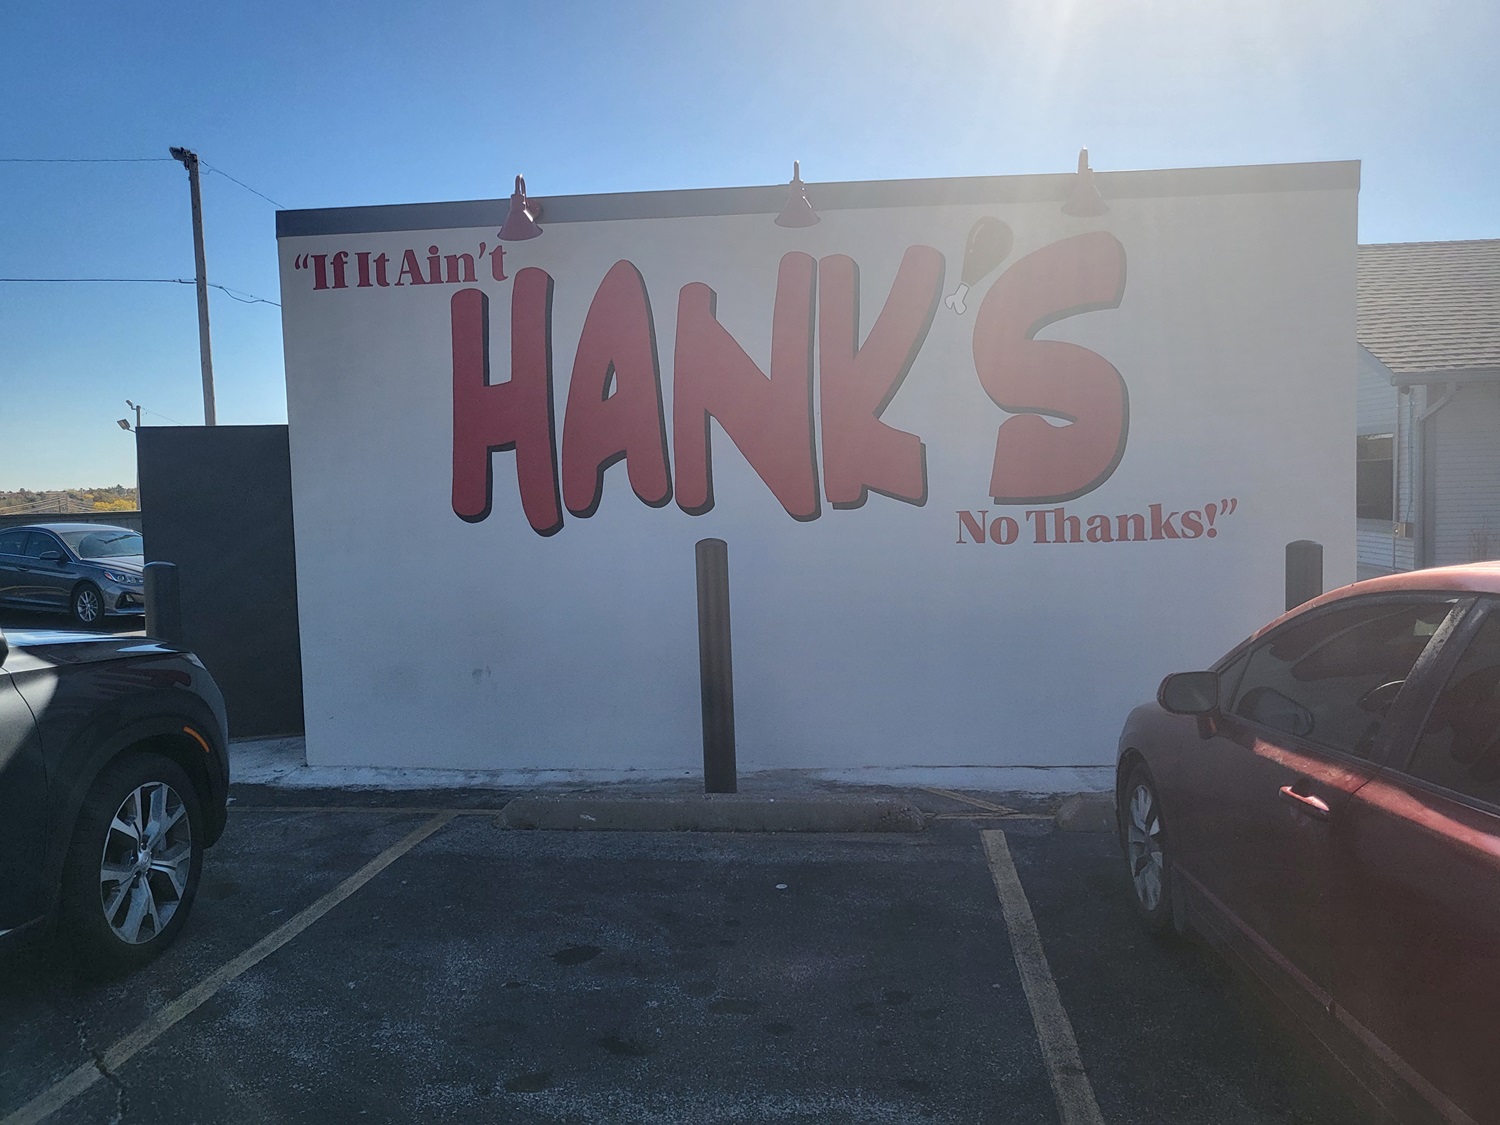 “If It Ain’t
HANK’S
No Thanks!”